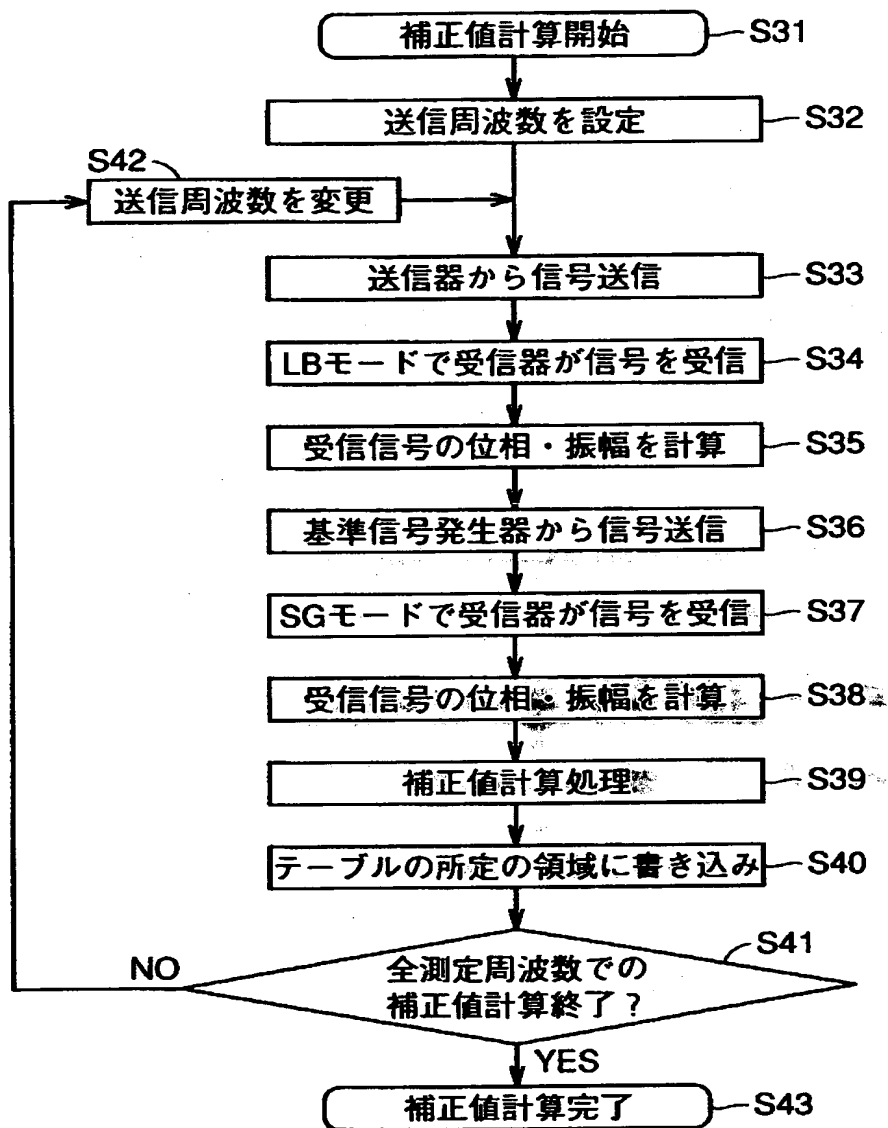 補正値計算開始 S31
送信周波数を設定 S32
S42
送信周波数を変更
送信器から信号送信 S33
LBモードで受信器が信号を受信 S34
受信信号の位相・振幅を計算 S35
基準信号発生器から信号送信 S36
SGモードで受信器が信号を受信 S37
受信信号の位相・振幅を計算 S38
補正値計算処理 S39
テーブルの所定の領域に書き込み S40
S41
NO
全測定周波数での
補正値計算終了?
YES
補正値計算完了 S43